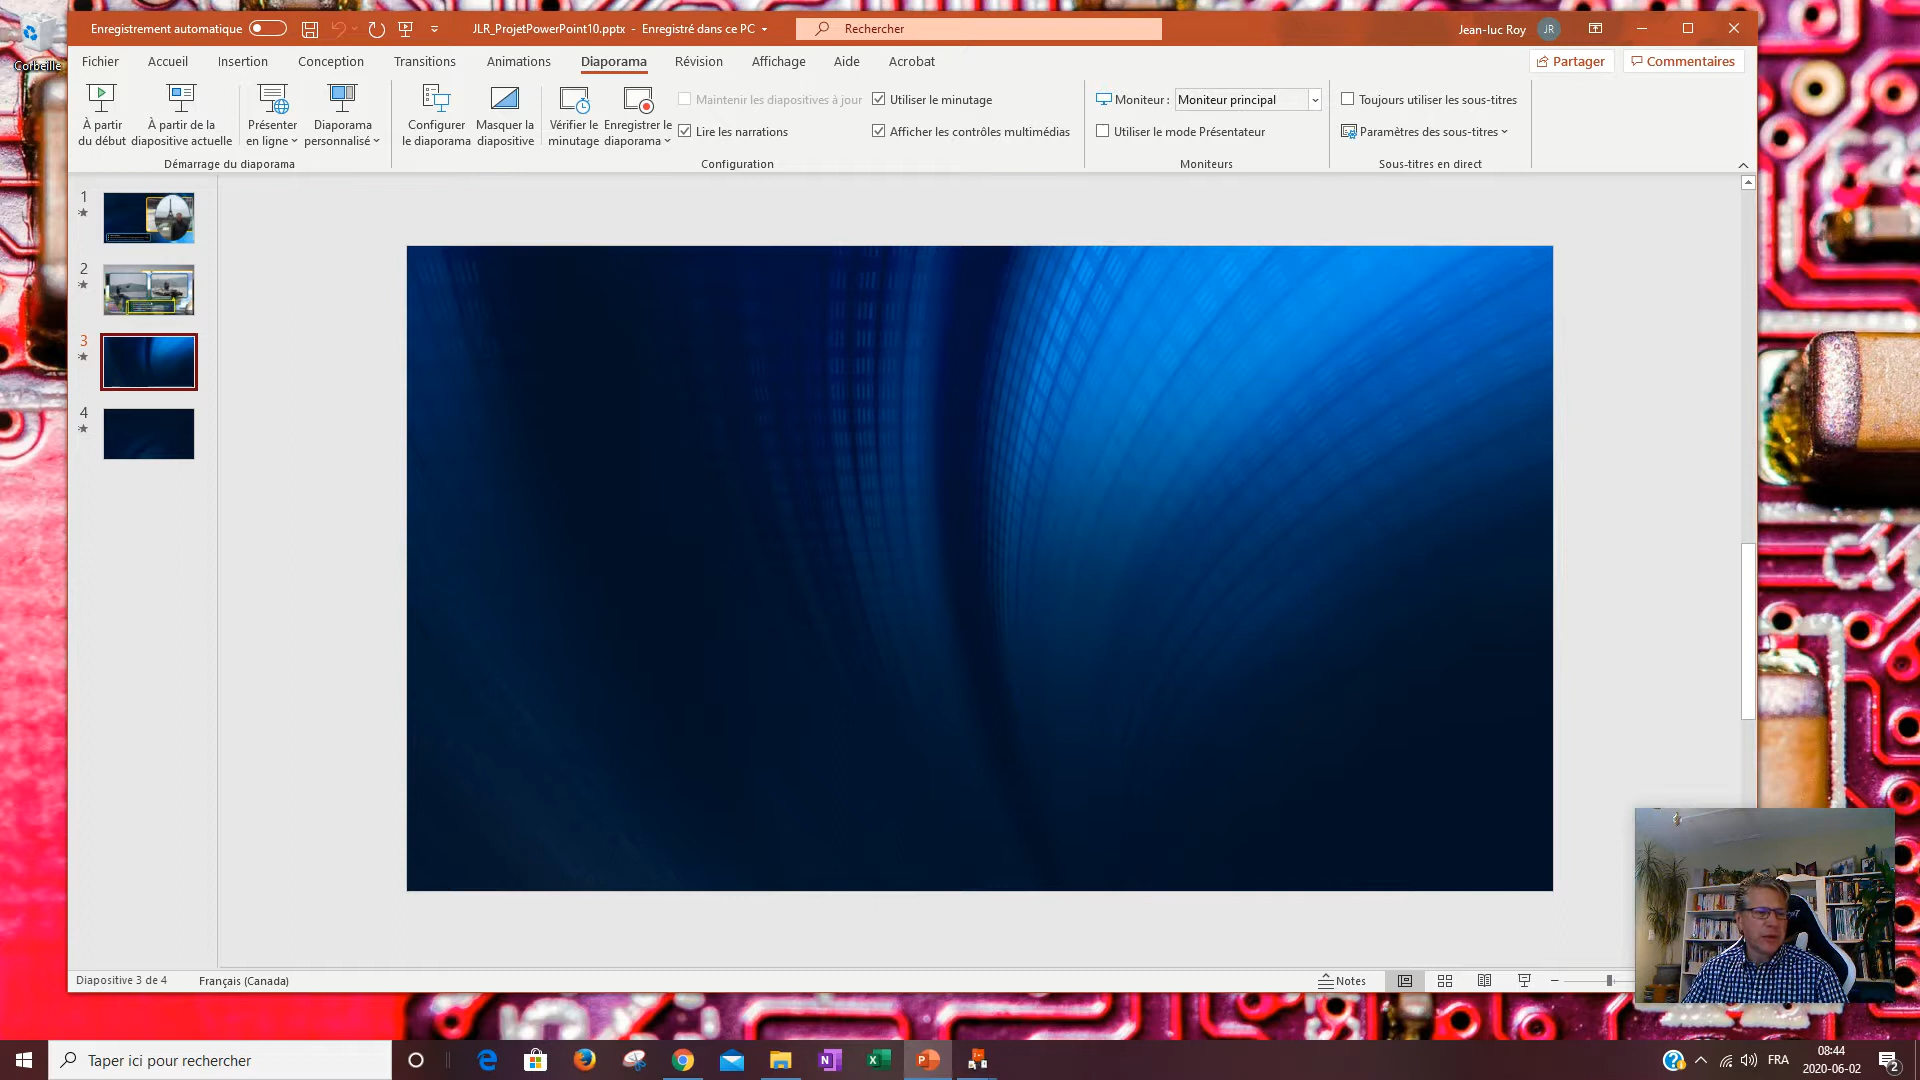 Corbeille
Enregistrement automatique
JLR_ProjetPowerPoint10.pptx - Enregistré dans ce PC
Rechercher
Jean-luc Roy
JR
Fichier
Accueil
Insertion
Conception
Transitions
Animations
Diaporama
Révision
Affichage
Aide
Acrobat
Partager
Commentaires
À partir
du début
À partir de la
diapositive actuelle
Présenter
en ligne
Diaporama
personnalisé
Démarrage du diaporama
Configurer
le diaporama
Masquer la
diapositive
Vérifier le
minutage
Enregistrer le
diaporama
Maintenir les diapositives à jour
Lire les narrations
Utiliser le minutage
Afficher les contrôles multimédias
Configuration
Moniteur :
Moniteur principal
Utiliser le mode Présentateur
Moniteurs
Toujours utiliser les sous-titres
Paramètres des sous-titres
Sous-titres en direct
1
2
3
4
Diapositive 3 de 4
Français (Canada)
Notes
Taper ici pour rechercher
FRA
08:44
2020-06-02
2